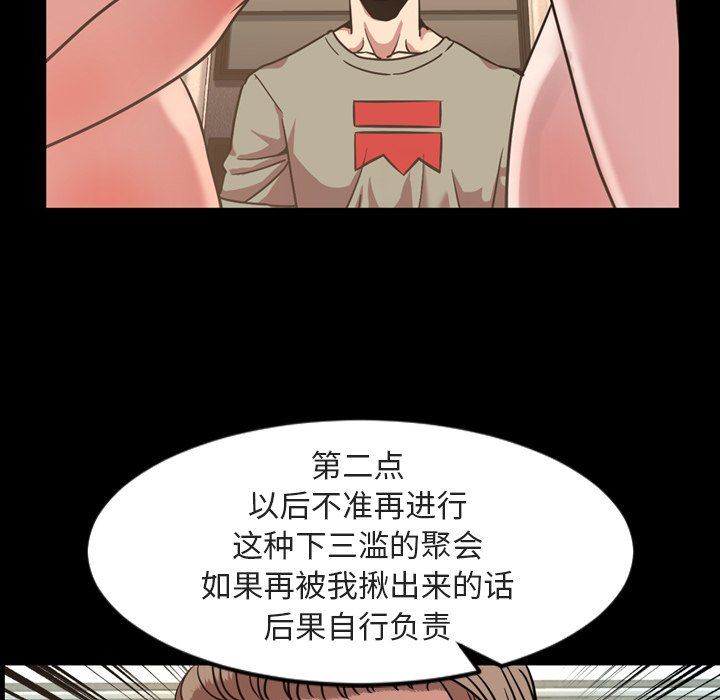 第二点
以后不准再进行
这种下三滥的聚会
如果再被我揪出来的话
后果自行负责